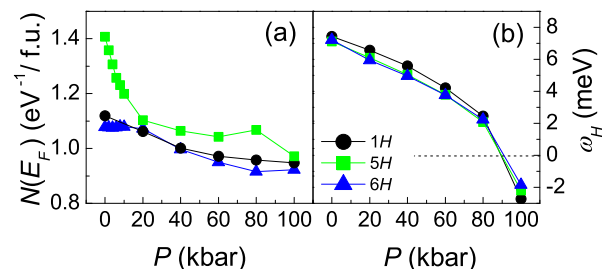 (a)
(b)
N(E_F) (eV⁻¹/ f.u.)
1.4
1.2
1.0
0.8
0 20 40 60 80 100
P (kbar)
1H
5H
6H
0 20 40 60 80 100
P (kbar)
8
6
4
2
0
-2
ω_H (meV)